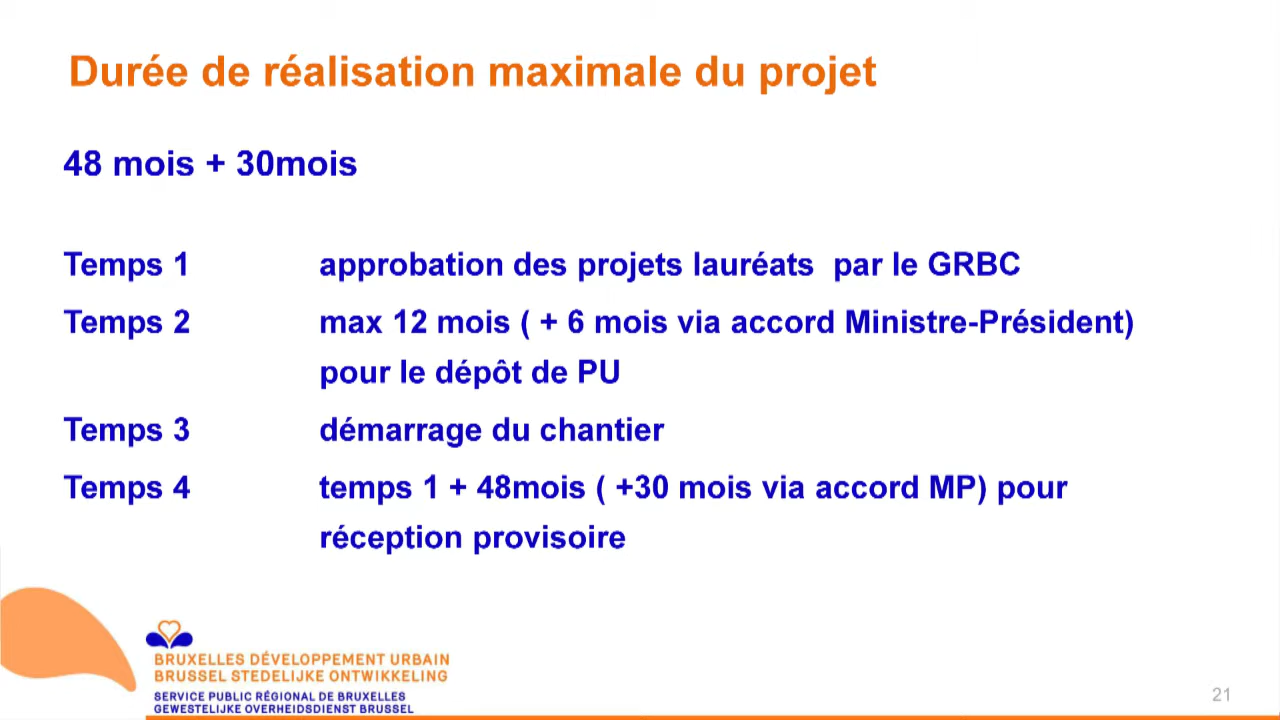 Durée de réalisation maximale du projet
48 mois + 30mois
Temps 1 approbation des projets lauréats par le GRBC
Temps 2 max 12 mois ( + 6 mois via accord Ministre-Président)
pour le dépôt de PU
Temps 3 démarrage du chantier
Temps 4 temps 1 + 48mois ( +30 mois via accord MP) pour
réception provisoire
BRUXELLES DÉVELOPPEMENT URBAIN
BRUSSEL STEDELIJKE ONTWIKKELING
SERVICE PUBLIC RÉGIONAL DE BRUXELLES
GEWESTELIJKE OVERHEIDSDIENST BRUSSEL
21